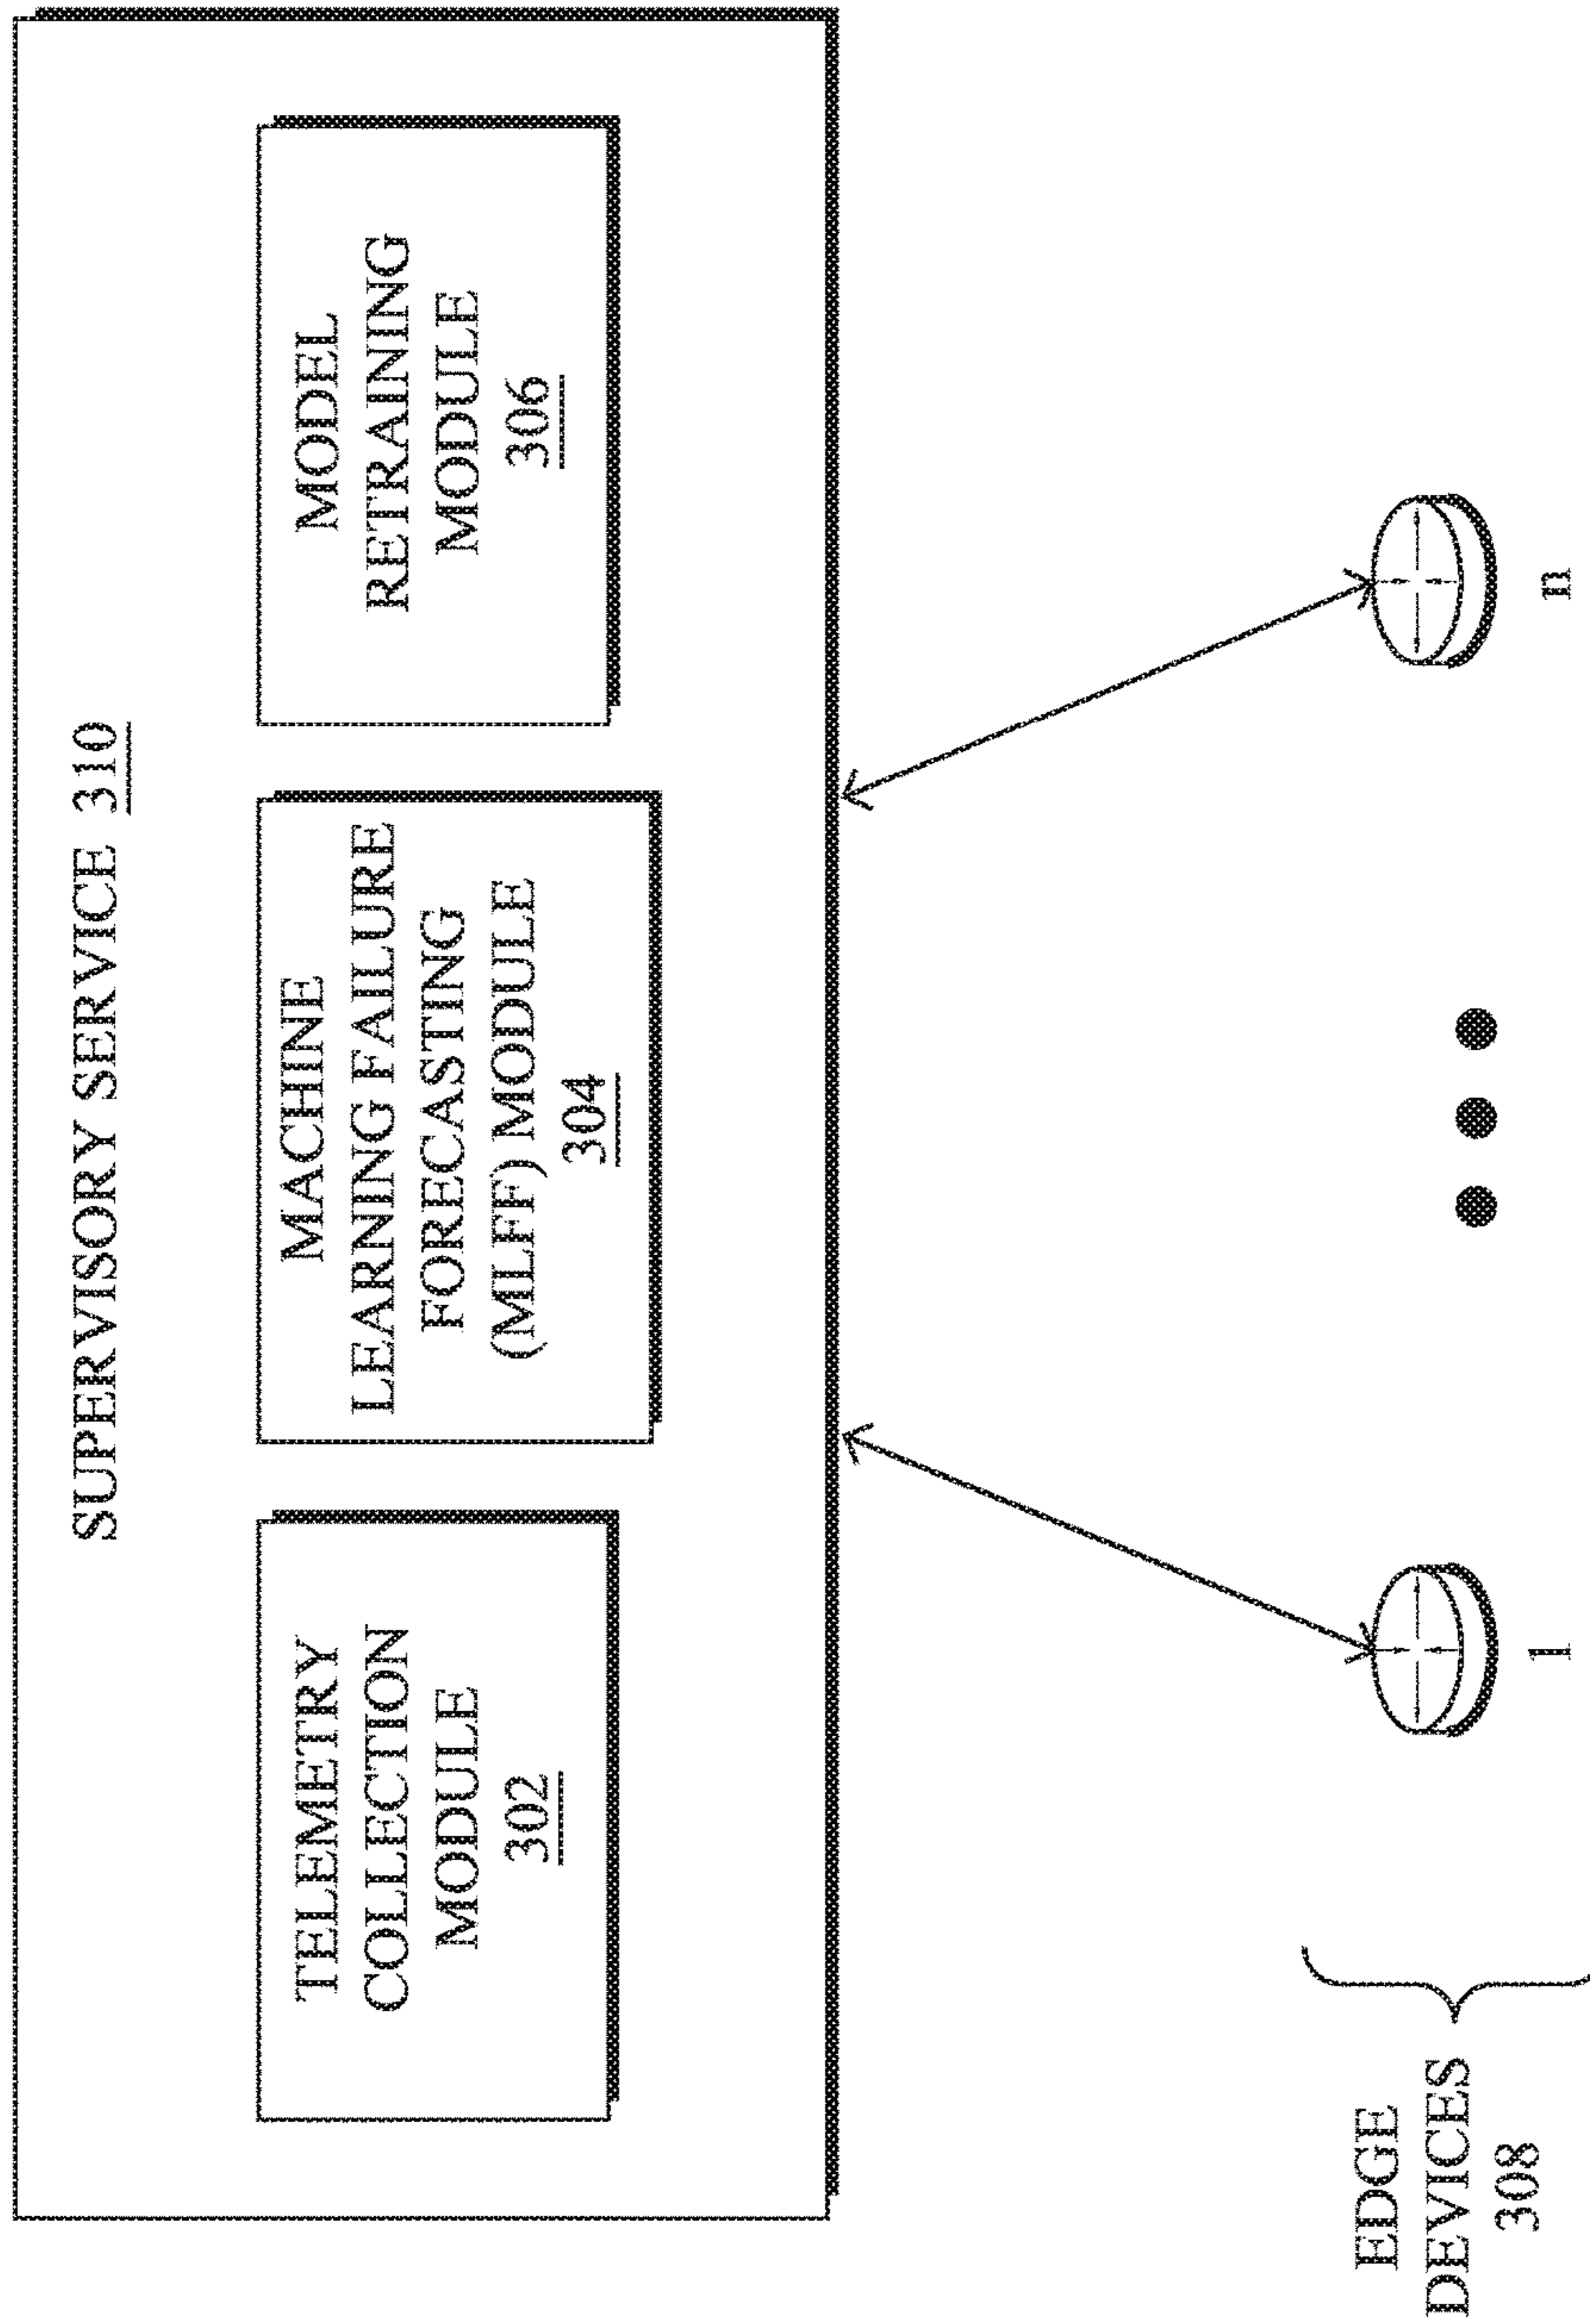 SUPERVISORY SERVICE 310
TELEMETRY
COLLECTION
MODULE
302
MACHINE
LEARNING FAILURE
FORECASTING
(MLFF) MODULE
304
MODEL
RETRAINING
MODULE
306
EDGE
DEVICES
308
1
n